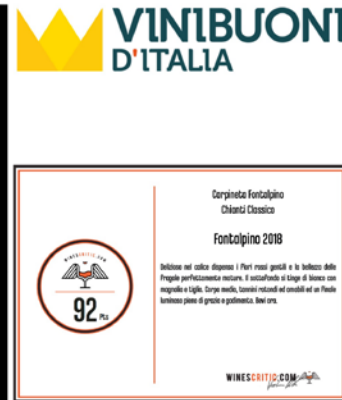 VINIBUONI
D'ITALIA
Carpineta Fontalpino
Chianti Classico
Fontalpino 2018
WINESCRITIC.COM
92 Pts
Delizioso nel calice dispensa i fiori rossi gentili e la bellezza delle
fragole perfettamente mature. Il sottofondo si tinge di bianco con
magnolia e tiglio. Corpo medio, tannini rotondi ed amabili ed un finale
luminoso pieno di grazia e godimento. Bevi ora.
WINESCRITIC.COM